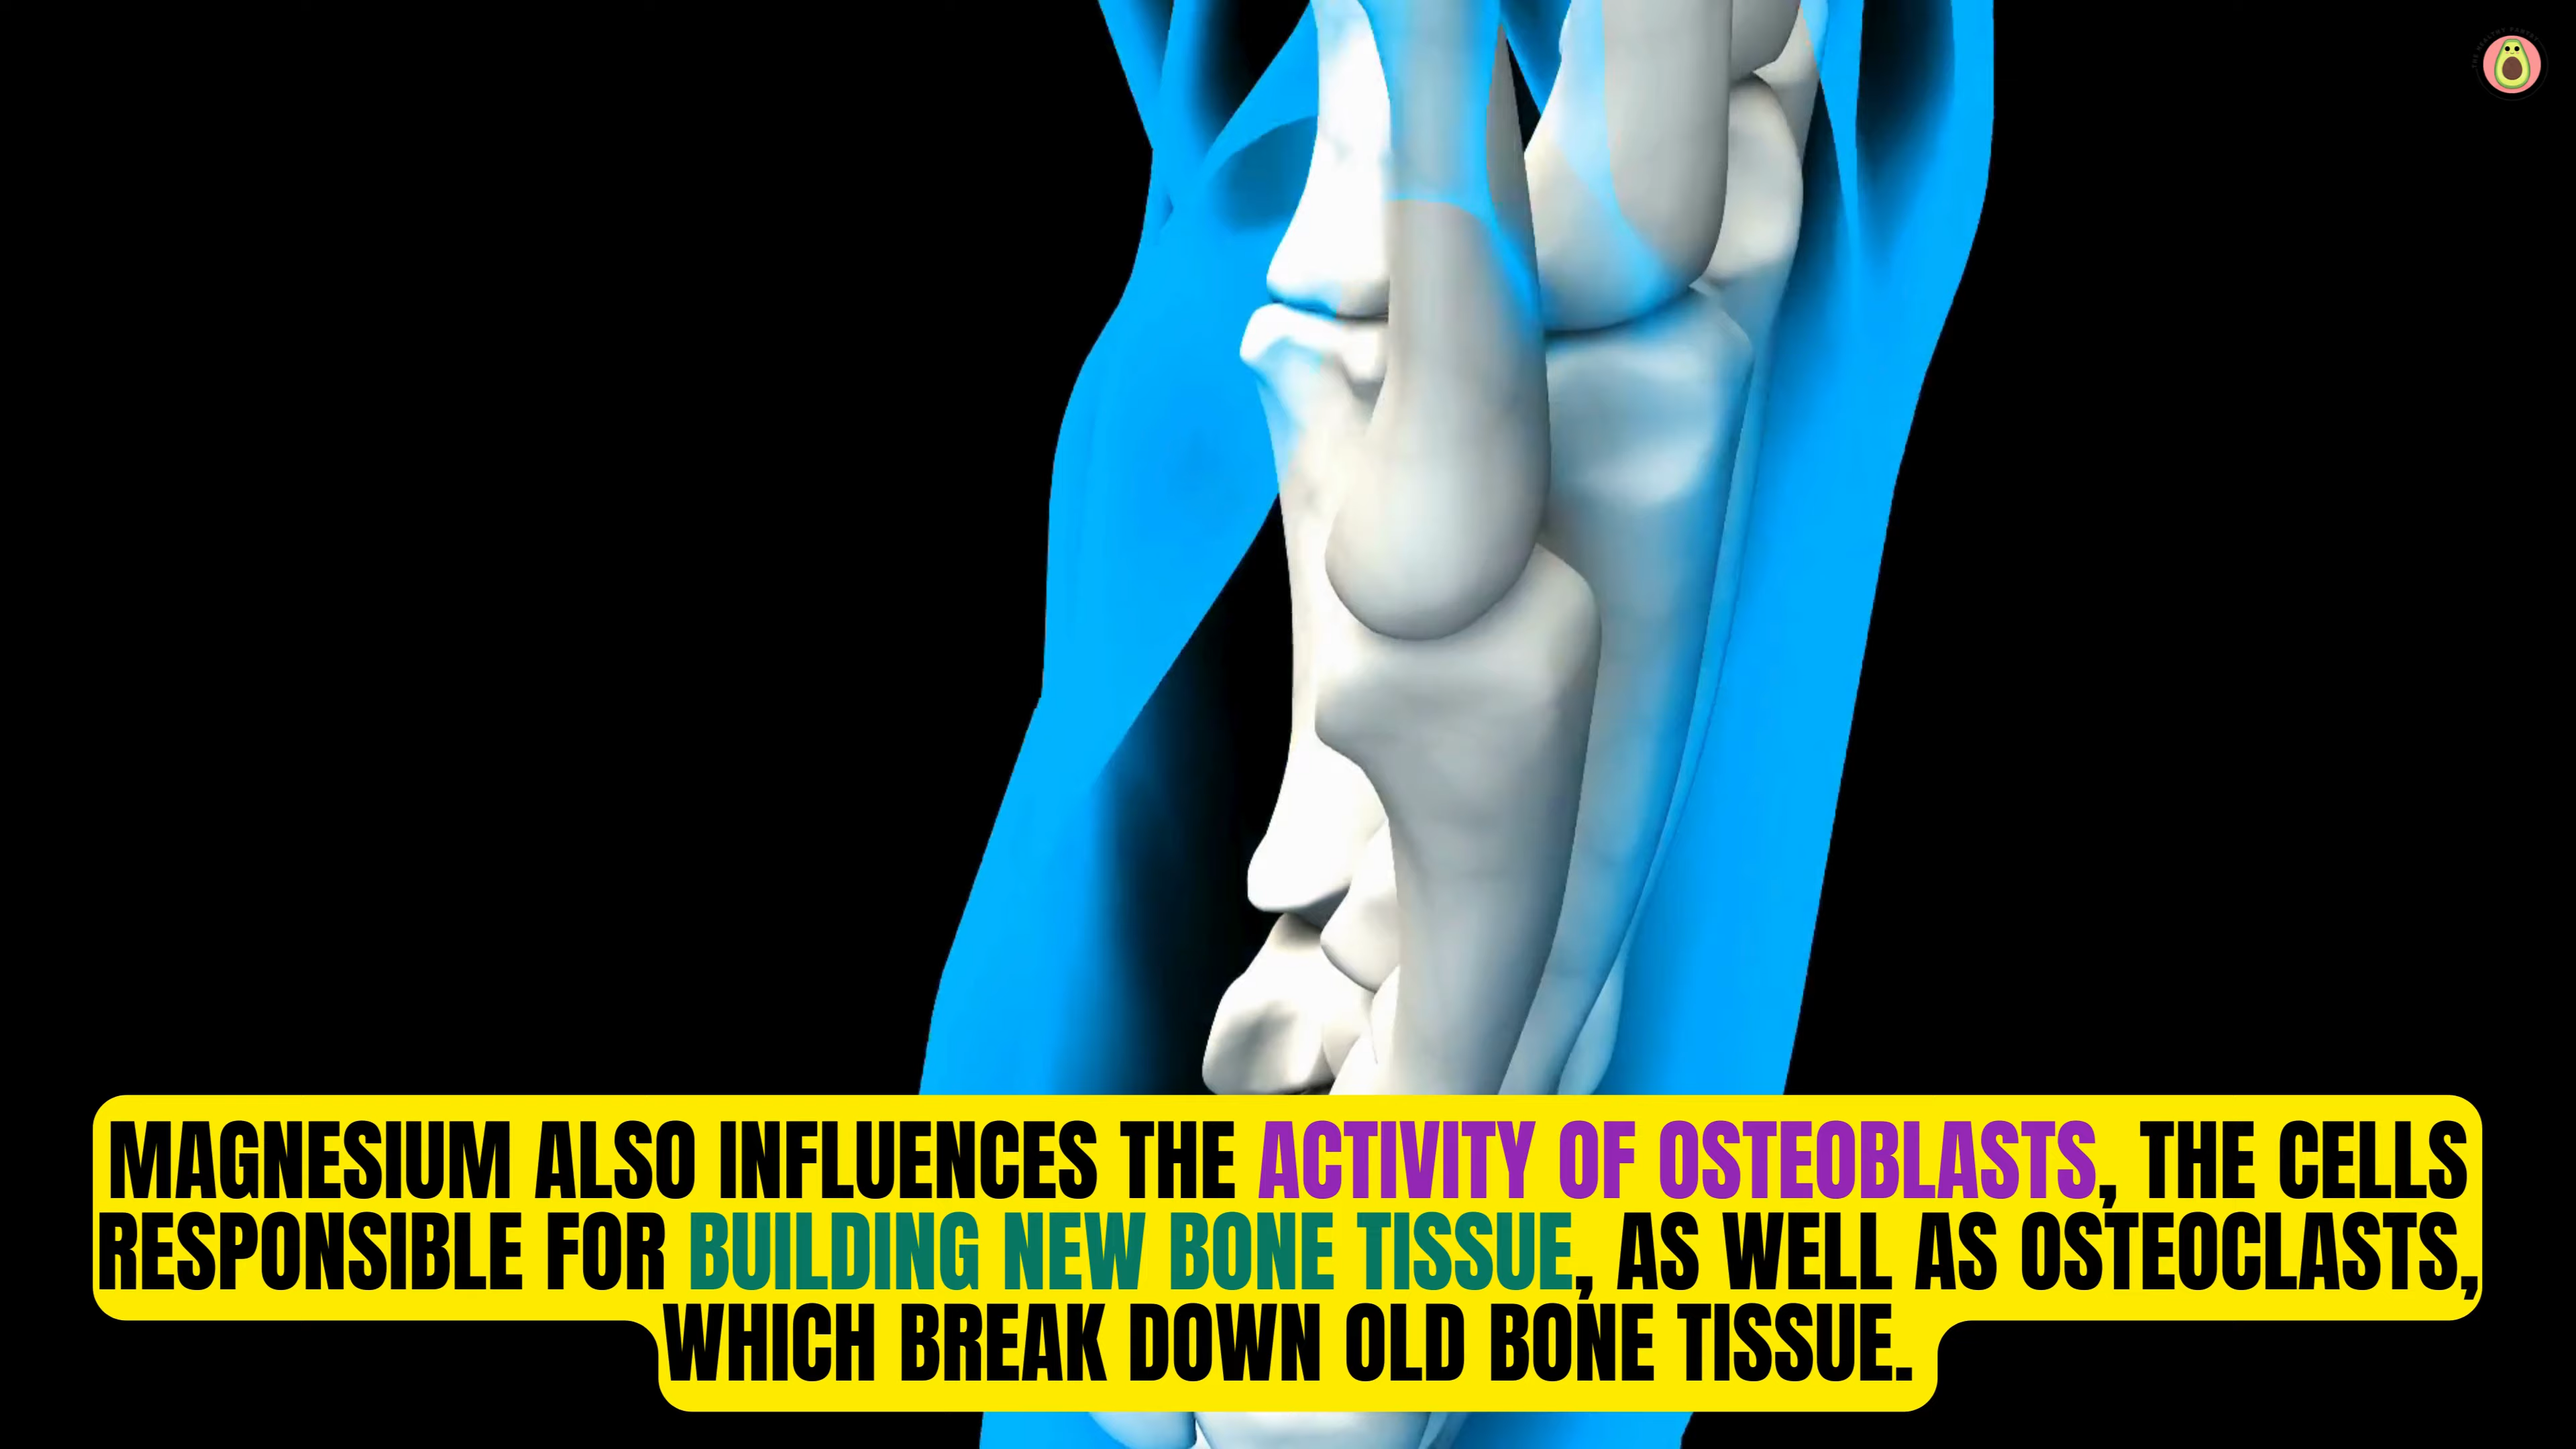 MAGNESIUM ALSO INFLUENCES THE ACTIVITY OF OSTEOBLASTS, THE CELLS
RESPONSIBLE FOR BUILDING NEW BONE TISSUE, AS WELL AS OSTEOCLASTS,
WHICH BREAK DOWN OLD BONE TISSUE.